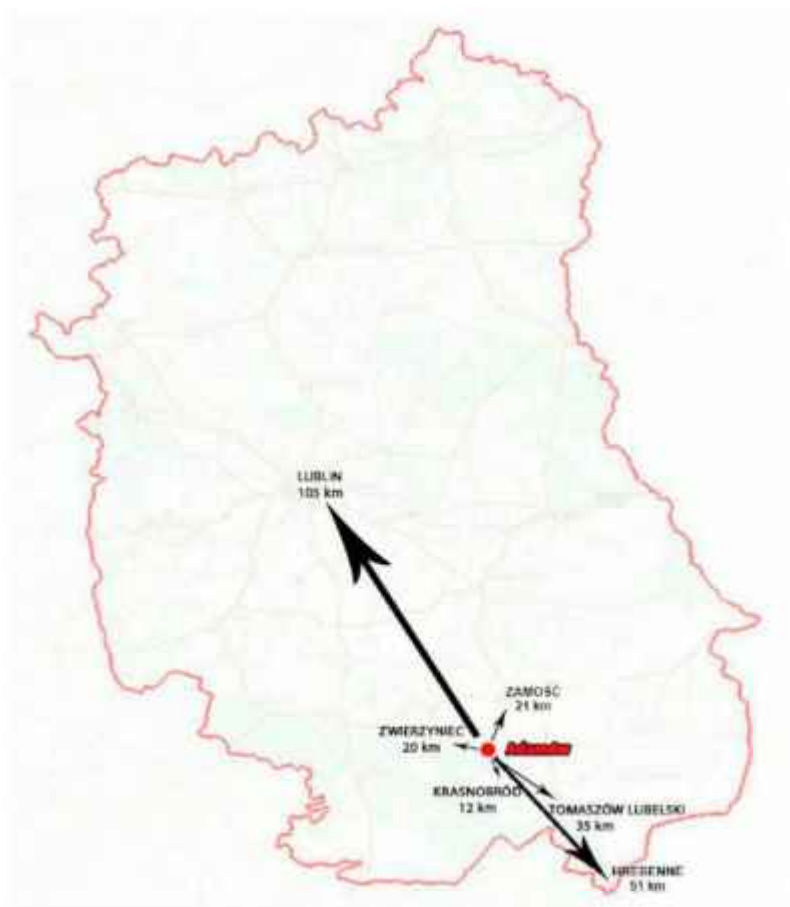 LUBLIN
105 km
ZAMOŚĆ
21 km
ZWIERZYNIEC
20 km
Adamów
KRASNOBRÓD
12 km
TOMASZÓW LUBELSKI
35 km
HREBENNE
51 km